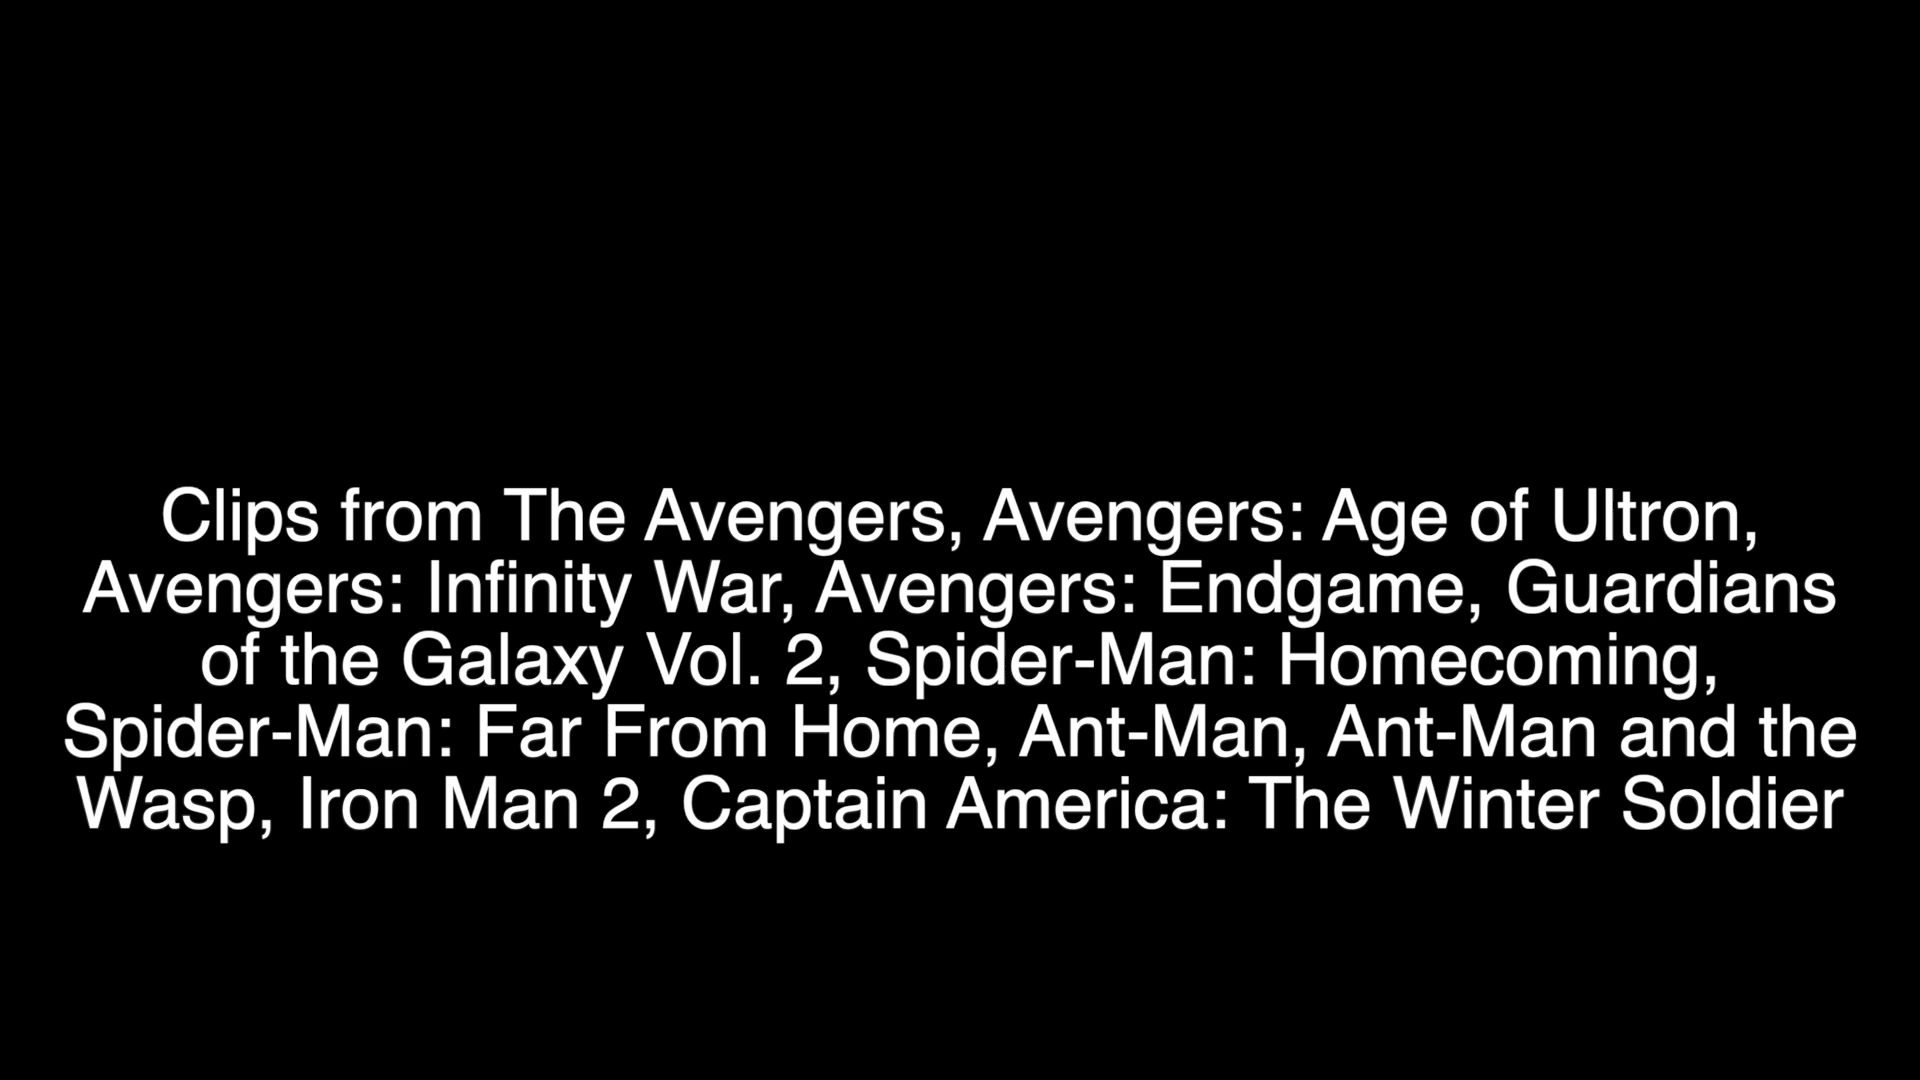 Clips from The Avengers, Avengers: Age of Ultron,
Avengers: Infinity War, Avengers: Endgame, Guardians
of the Galaxy Vol. 2, Spider-Man: Homecoming,
Spider-Man: Far From Home, Ant-Man, Ant-Man and the
Wasp, Iron Man 2, Captain America: The Winter Soldier